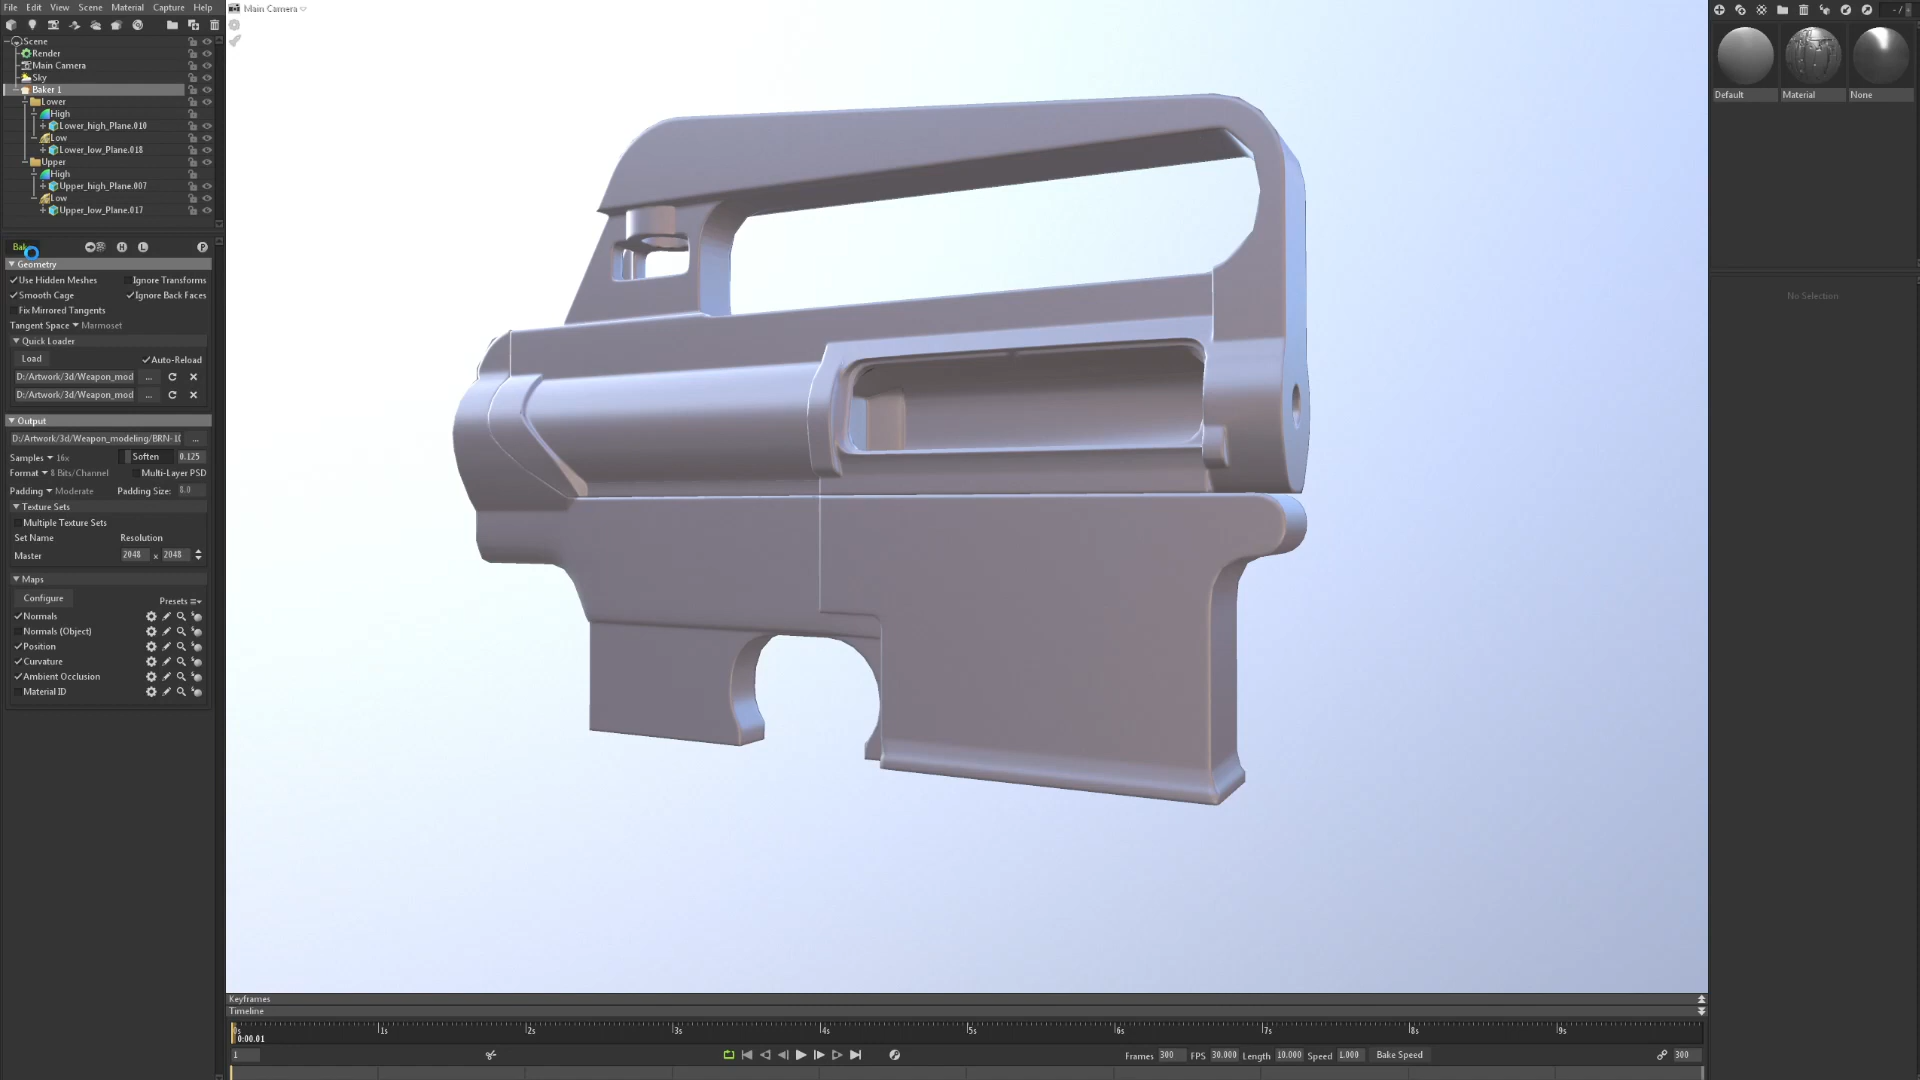 File Edit View Scene Material Capture Help
Main Camera
Scene
Render
Main Camera
Sky
Baker 1
Lower
High
Lower_high_Plane.010
Low
Lower_low_Plane.018
Upper
High
Upper_high_Plane.007
Low
Upper_low_Plane.017
H L P
Geometry
Use Hidden Meshes Ignore Transforms
Smooth Cage Ignore Back Faces
Fix Mirrored Tangents
Tangent Space Marmoset
Quick Loader
Load Auto-Reload
D:/Artwork/3d/Weapon_mod ...
D:/Artwork/3d/Weapon_mod ...
Output
D:/Artwork/3d/Weapon_modeling/BRN-10 ...
Samples 16x Soften 0.125
Format 8 Bits/Channel Multi-Layer PSD
Padding Moderate Padding Size: 8.0
Texture Sets
Multiple Texture Sets
Set Name Resolution
Master 2048 x 2048
Maps
Configure
Presets
Normals
Normals (Object)
Position
Curvature
Ambient Occlusion
Material ID
Default Material None
No Selection
Keyframes
Timeline
0s 1s 2s 3s 4s 5s 6s 7s 8s 9s
0:00.01
1
Frames 300 FPS 30.000 Length 10.000 Speed 1.000 Bake Speed 300